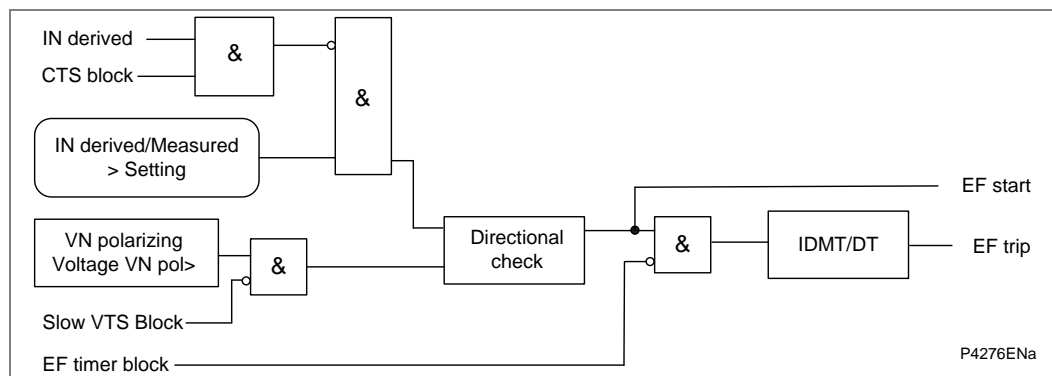 IN derived
CTS block
&
&
IN derived/Measured
> Setting
VN polarizing
Voltage VN pol>
&
Slow VTS Block
EF timer block
Directional
check
&
IDMT/DT
EF start
EF trip
P4276ENa